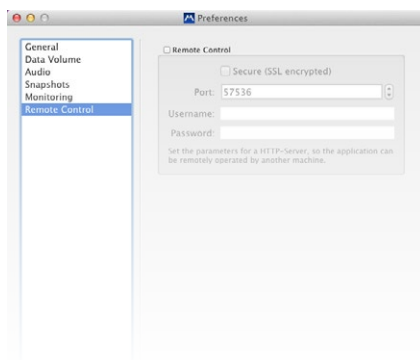 Preferences
General
Data Volume
Audio
Snapshots
Monitoring
Remote Control
Remote Control
Secure (SSL encrypted)
Port: 57536
Username:
Password:
Set the parameters for a HTTP-Server, so the application can
be remotely operated by another machine.